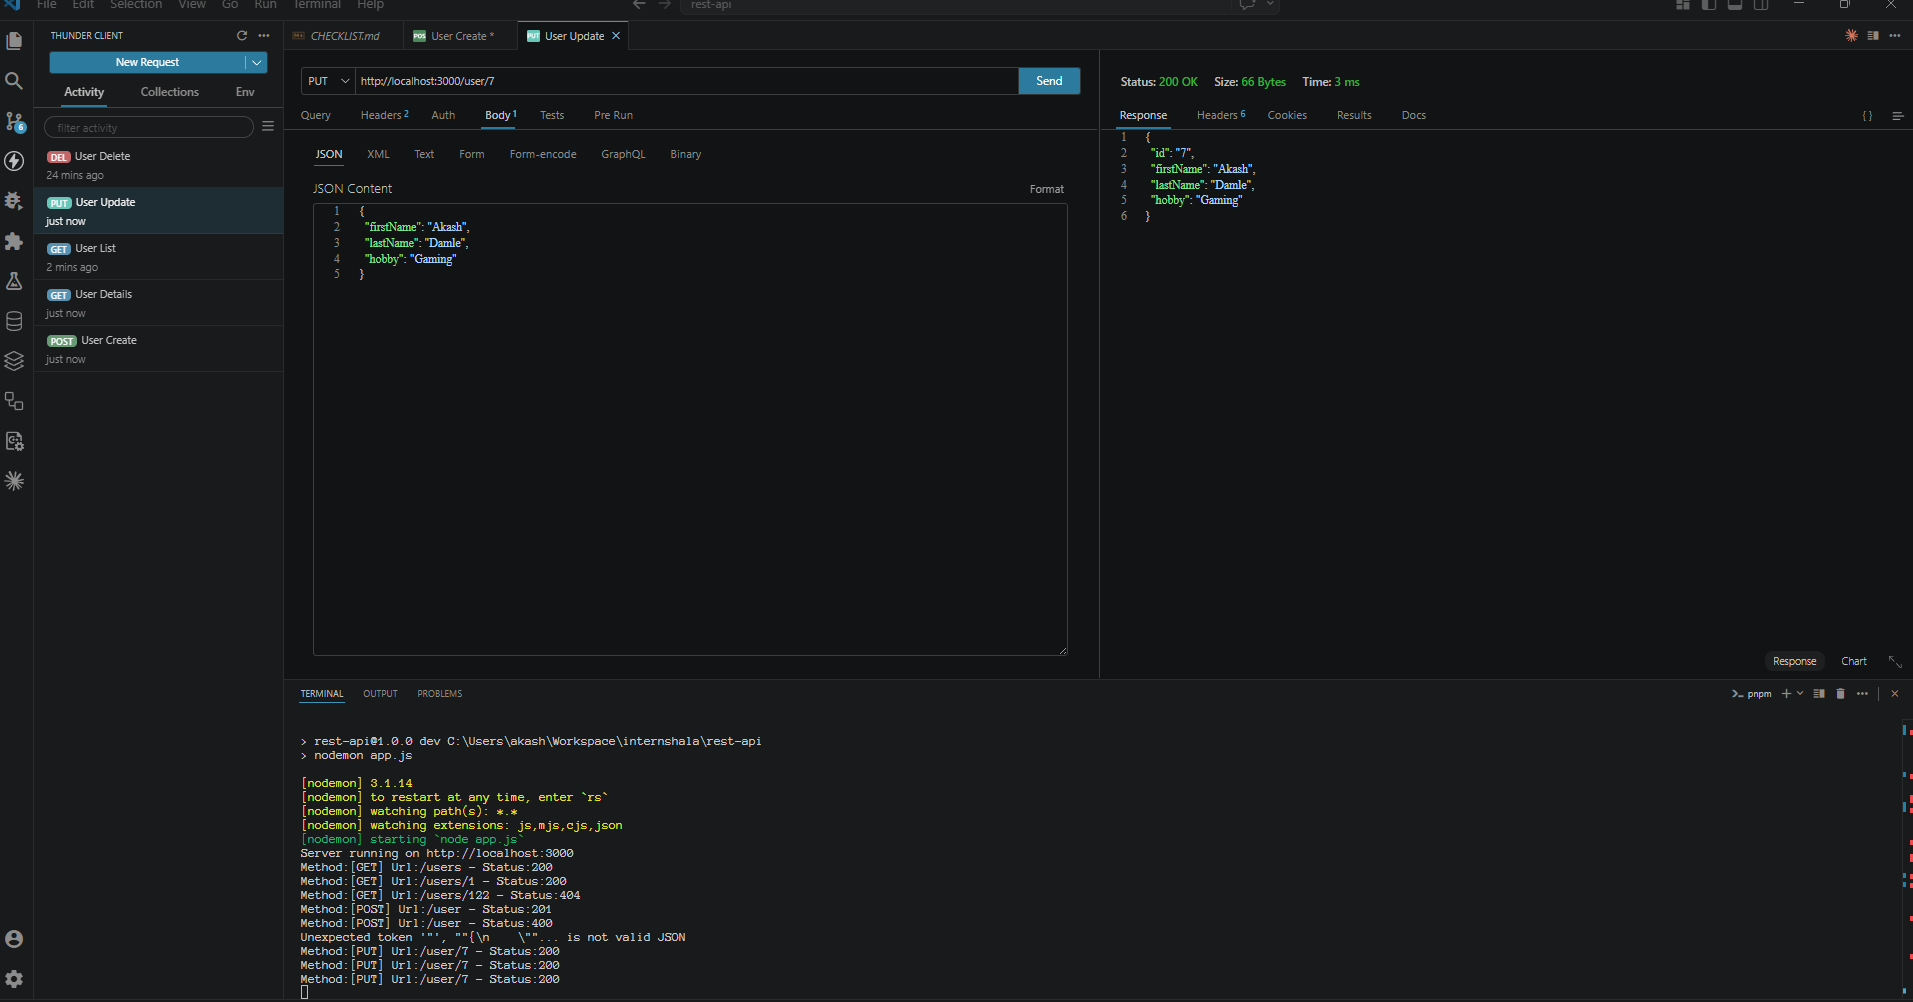 File Edit Selection View Go Run Terminal Help
rest-api
THUNDER CLIENT
New Request
Activity Collections Env
filter activity
DEL User Delete
24 mins ago
PUT User Update
just now
GET User List
2 mins ago
GET User Details
just now
POST User Create
just now
6
CHECKLIST.md
POS User Create *
PUT User Update
PUT http://localhost:3000/user/7 Send
Query Headers 2 Auth Body 1 Tests Pre Run
JSON XML Text Form Form-encode GraphQL Binary
JSON Content Format
1 {
2 "firstName": "Akash",
3 "lastName": "Damle",
4 "hobby": "Gaming"
5 }
Status: 200 OK Size: 66 Bytes Time: 3 ms
Response Headers 6 Cookies Results Docs { }
1 {
2 "id": "7",
3 "firstName": "Akash",
4 "lastName": "Damle",
5 "hobby": "Gaming"
6 }
Response Chart
TERMINAL OUTPUT PROBLEMS
pnpm
> rest-api@1.0.0 dev C:\Users\akash\Workspace\internshala\rest-api
> nodemon app.js
[nodemon] 3.1.14
[nodemon] to restart at any time, enter `rs`
[nodemon] watching path(s): *.*
[nodemon] watching extensions: js,mjs,cjs,json
[nodemon] starting `node app.js`
Server running on http://localhost:3000
Method:[GET] Url:/users - Status:200
Method:[GET] Url:/users/1 - Status:200
Method:[GET] Url:/users/122 - Status:404
Method:[POST] Url:/user - Status:201
Method:[POST] Url:/user - Status:400
Unexpected token '"', ""{\n    \""... is not valid JSON
Method:[PUT] Url:/user/7 - Status:200
Method:[PUT] Url:/user/7 - Status:200
Method:[PUT] Url:/user/7 - Status:200